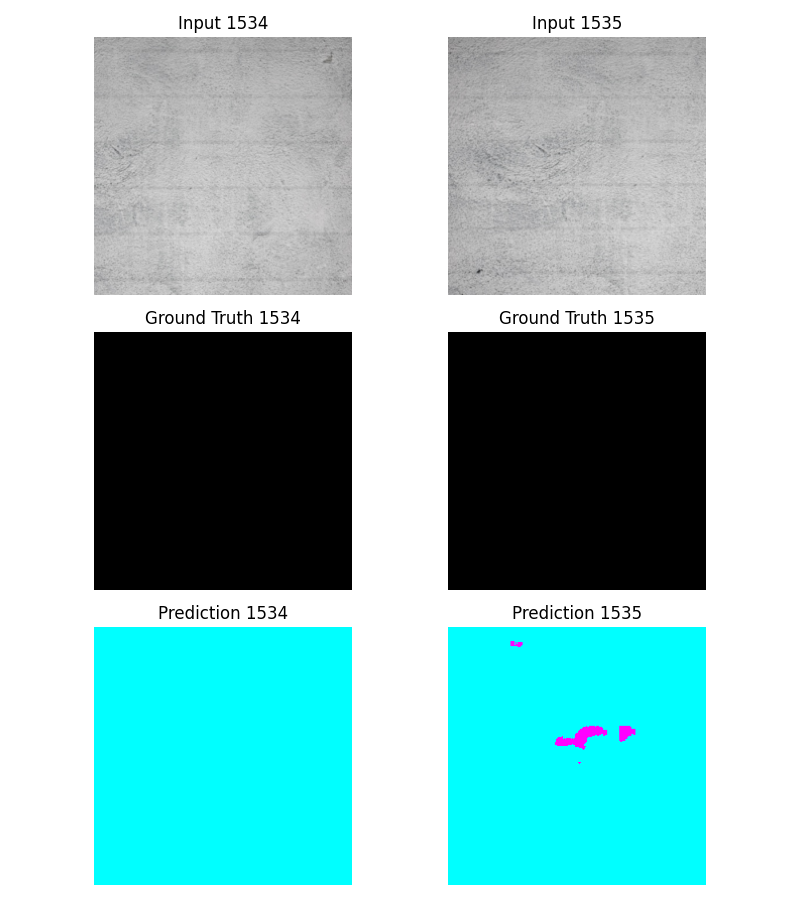 Input 1534
Input 1535
Ground Truth 1534
Ground Truth 1535
Prediction 1534
Prediction 1535